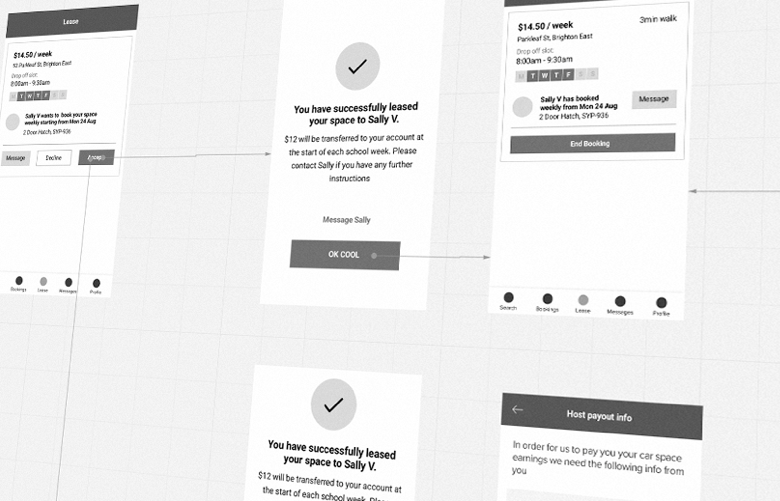 Lease
$14.50 / week
Parkleaf St, Brighton East
Drop off slot:
8:00am - 9:30am
M T W T F S S
Sally V wants to book your space
weekly starting from Mon 24 Aug
2 Door Hatch, SYP-936
Message
Decline
Accept
Bookings
Lease
Messages
Profile
You have successfully leased
your space to Sally V.
$12 will be transferred to your account at
the start of each school week. Please
contact Sally if you have any further
instructions
Message Sally
OK COOL
$14.50 / week
3min walk
Parkleaf St, Brighton East
Drop off slot:
8:00am - 9:30am
M T W T F S S
Sally V has booked
weekly from Mon 24 Aug
2 Door Hatch, SYP-936
Message
End Booking
Search
Bookings
Lease
Messages
Profile
You have successfully leased
your space to Sally V.
$12 will be transferred to your account at
the start of each school week.
Host payout info
In order for us to pay you your car space
earnings we need the following info from
you